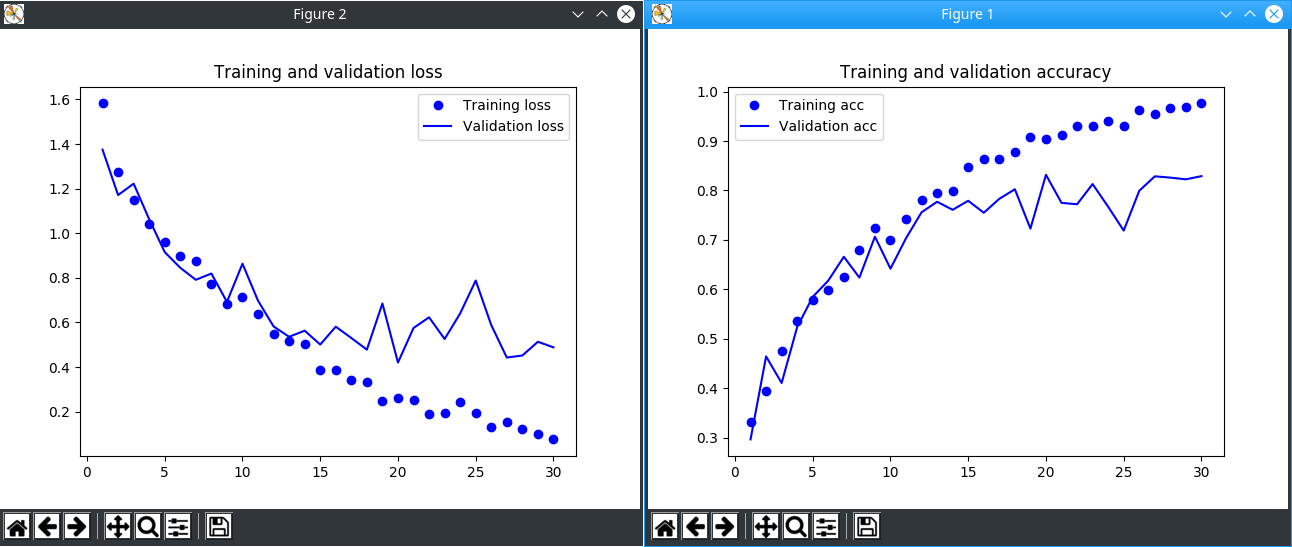 Figure 2
Training and validation loss
Training loss
Validation loss
1.6
1.4
1.2
1.0
0.8
0.6
0.4
0.2
0 5 10 15 20 25 30
Figure 1
Training and validation accuracy
Training acc
Validation acc
1.0
0.9
0.8
0.7
0.6
0.5
0.4
0.3
0 5 10 15 20 25 30